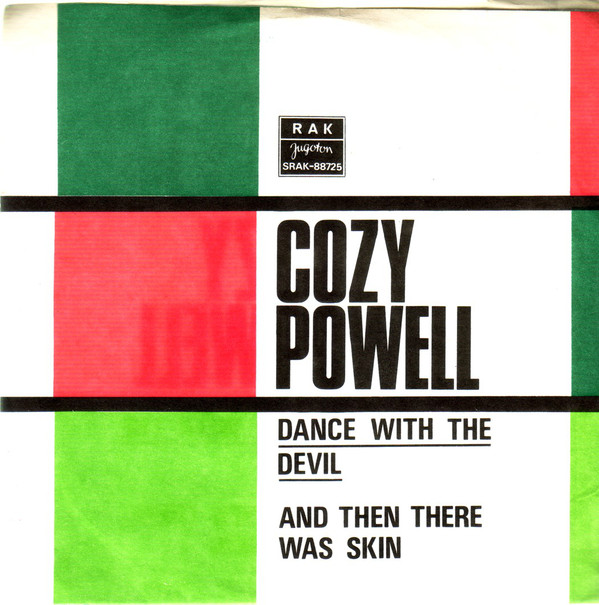 RAK
Jugoton
SRAK-88725
COZY
POWELL
DANCE WITH THE
DEVIL
AND THEN THERE
WAS SKIN